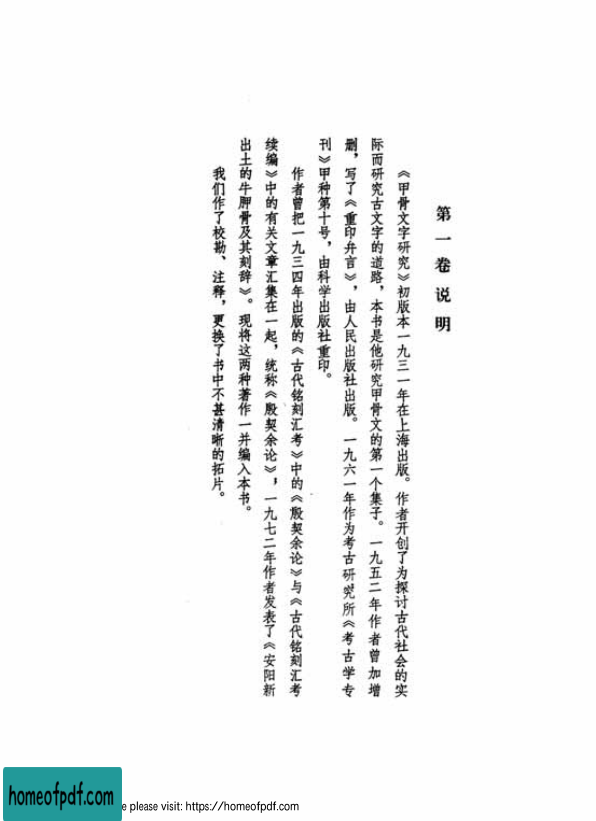 第一卷说明
《甲骨文字研究》初版本一九三一年在上海出版。作者开创了为探讨古代社会的实
际而研究古文字的道路，本书是他研究甲骨文的第一个集子。一九五二年作者曾加增
删，写了《重印弁言》，由人民出版社出版。一九六一年作为考古研究所《考古学专
刊》甲种第十号，由科学出版社重印。
作者曾把一九三四年出版的《古代铭刻汇考》中的《殷契余论》与《古代铭刻汇考
续编》中的有关文章汇集在一起，统称《殷契余论》，一九七二年作者发表了《安阳新
出土的牛胛骨及其刻辞》。现将这两种著作一并编入本书。
我们作了校勘、注释，更换了书中不甚清晰的拓片。
homeofpdf.com
e please visit: https://homeofpdf.com